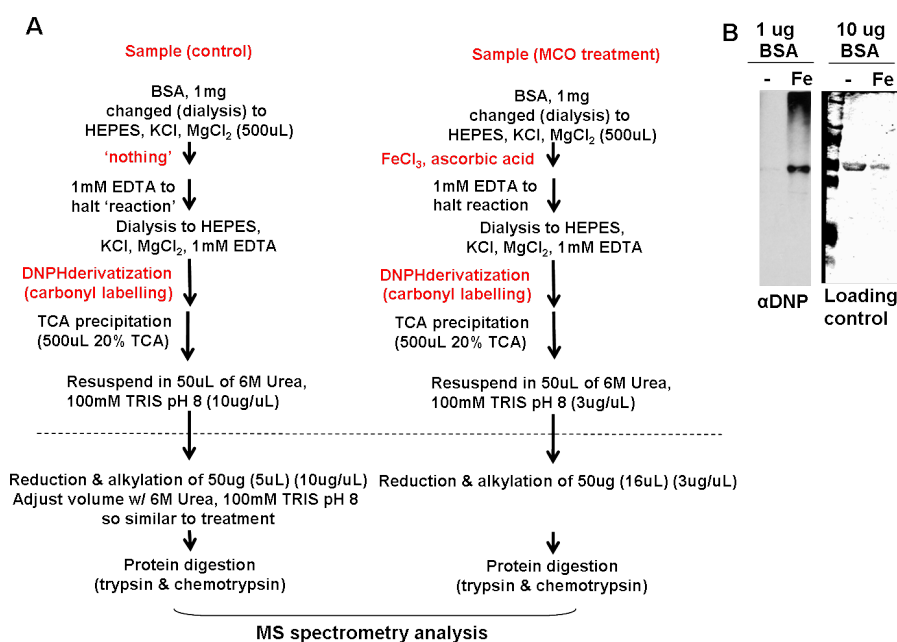 A
Sample (control)
BSA, 1mg
changed (dialysis) to
HEPES, KCl, MgCl2 (500uL)
‘nothing’
1mM EDTA to
halt ‘reaction’
Dialysis to HEPES,
KCl, MgCl2, 1mM EDTA
DNPHderivatization
(carbonyl labelling)
TCA precipitation
(500uL 20% TCA)
Resuspend in 50uL of 6M Urea,
100mM TRIS pH 8 (10ug/uL)
Reduction & alkylation of 50ug (5uL) (10ug/uL)
Adjust volume w/ 6M Urea, 100mM TRIS pH 8
so similar to treatment
Protein digestion
(trypsin & chemotrypsin)
Sample (MCO treatment)
BSA, 1mg
changed (dialysis) to
HEPES, KCl, MgCl2 (500uL)
FeCl3, ascorbic acid
1mM EDTA to
halt reaction
Dialysis to HEPES,
KCl, MgCl2, 1mM EDTA
DNPHderivatization
(carbonyl labelling)
TCA precipitation
(500uL 20% TCA)
Resuspend in 50uL of 6M Urea,
100mM TRIS pH 8 (3ug/uL)
Reduction & alkylation of 50ug (16uL) (3ug/uL)
Protein digestion
(trypsin & chemotrypsin)
MS spectrometry analysis
B
1 ug
BSA
- Fe
αDNP
10 ug
BSA
- Fe
Loading
control